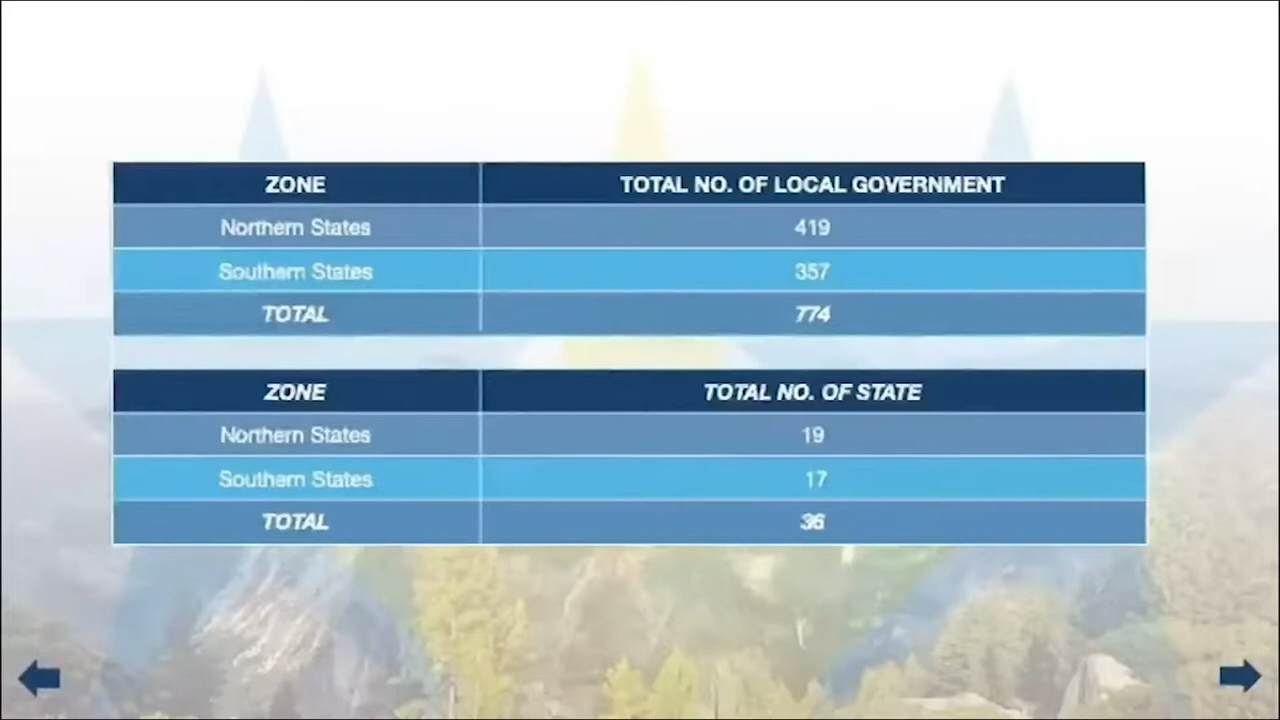 ZONE TOTAL NO. OF LOCAL GOVERNMENT
Northern States 419
Southern States 357
TOTAL 774
ZONE TOTAL NO. OF STATE
Northern States 19
Southern States 17
TOTAL 36